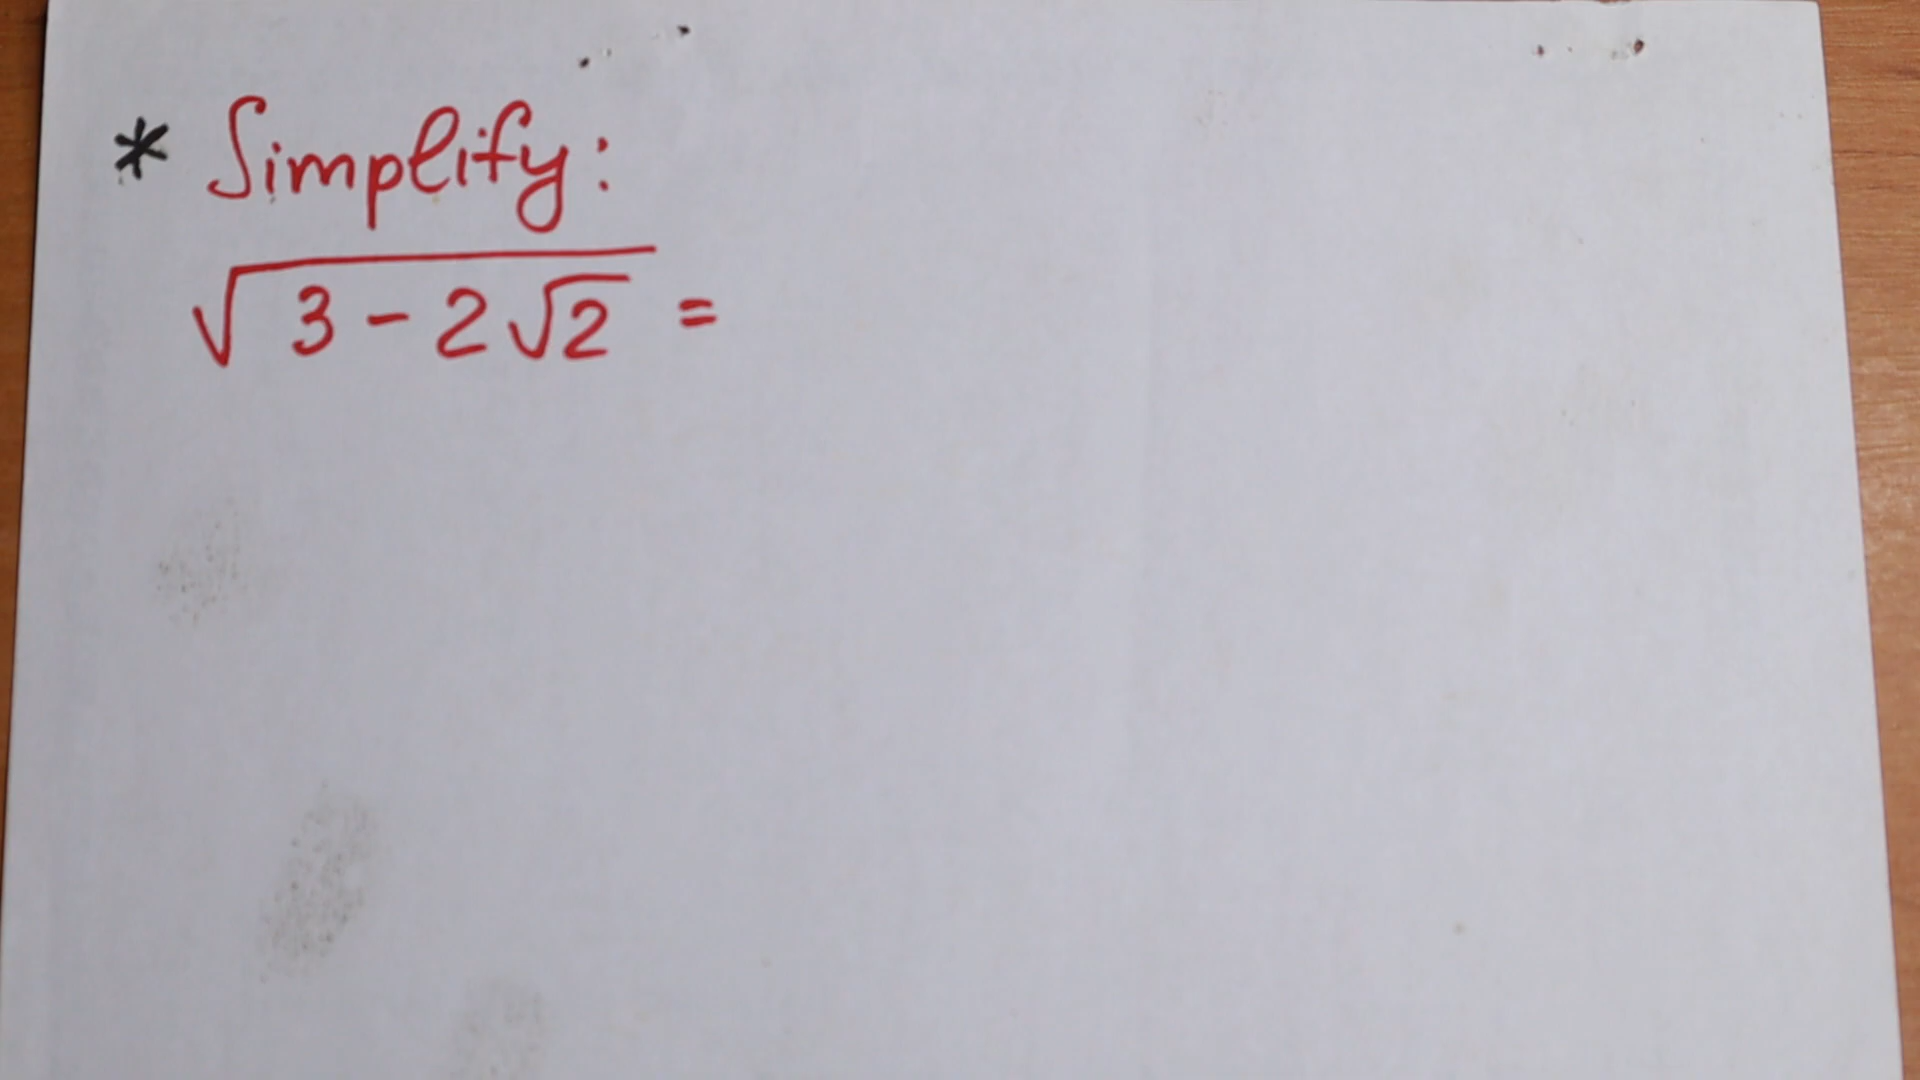 * Simplify:
√(3 - 2√2) =